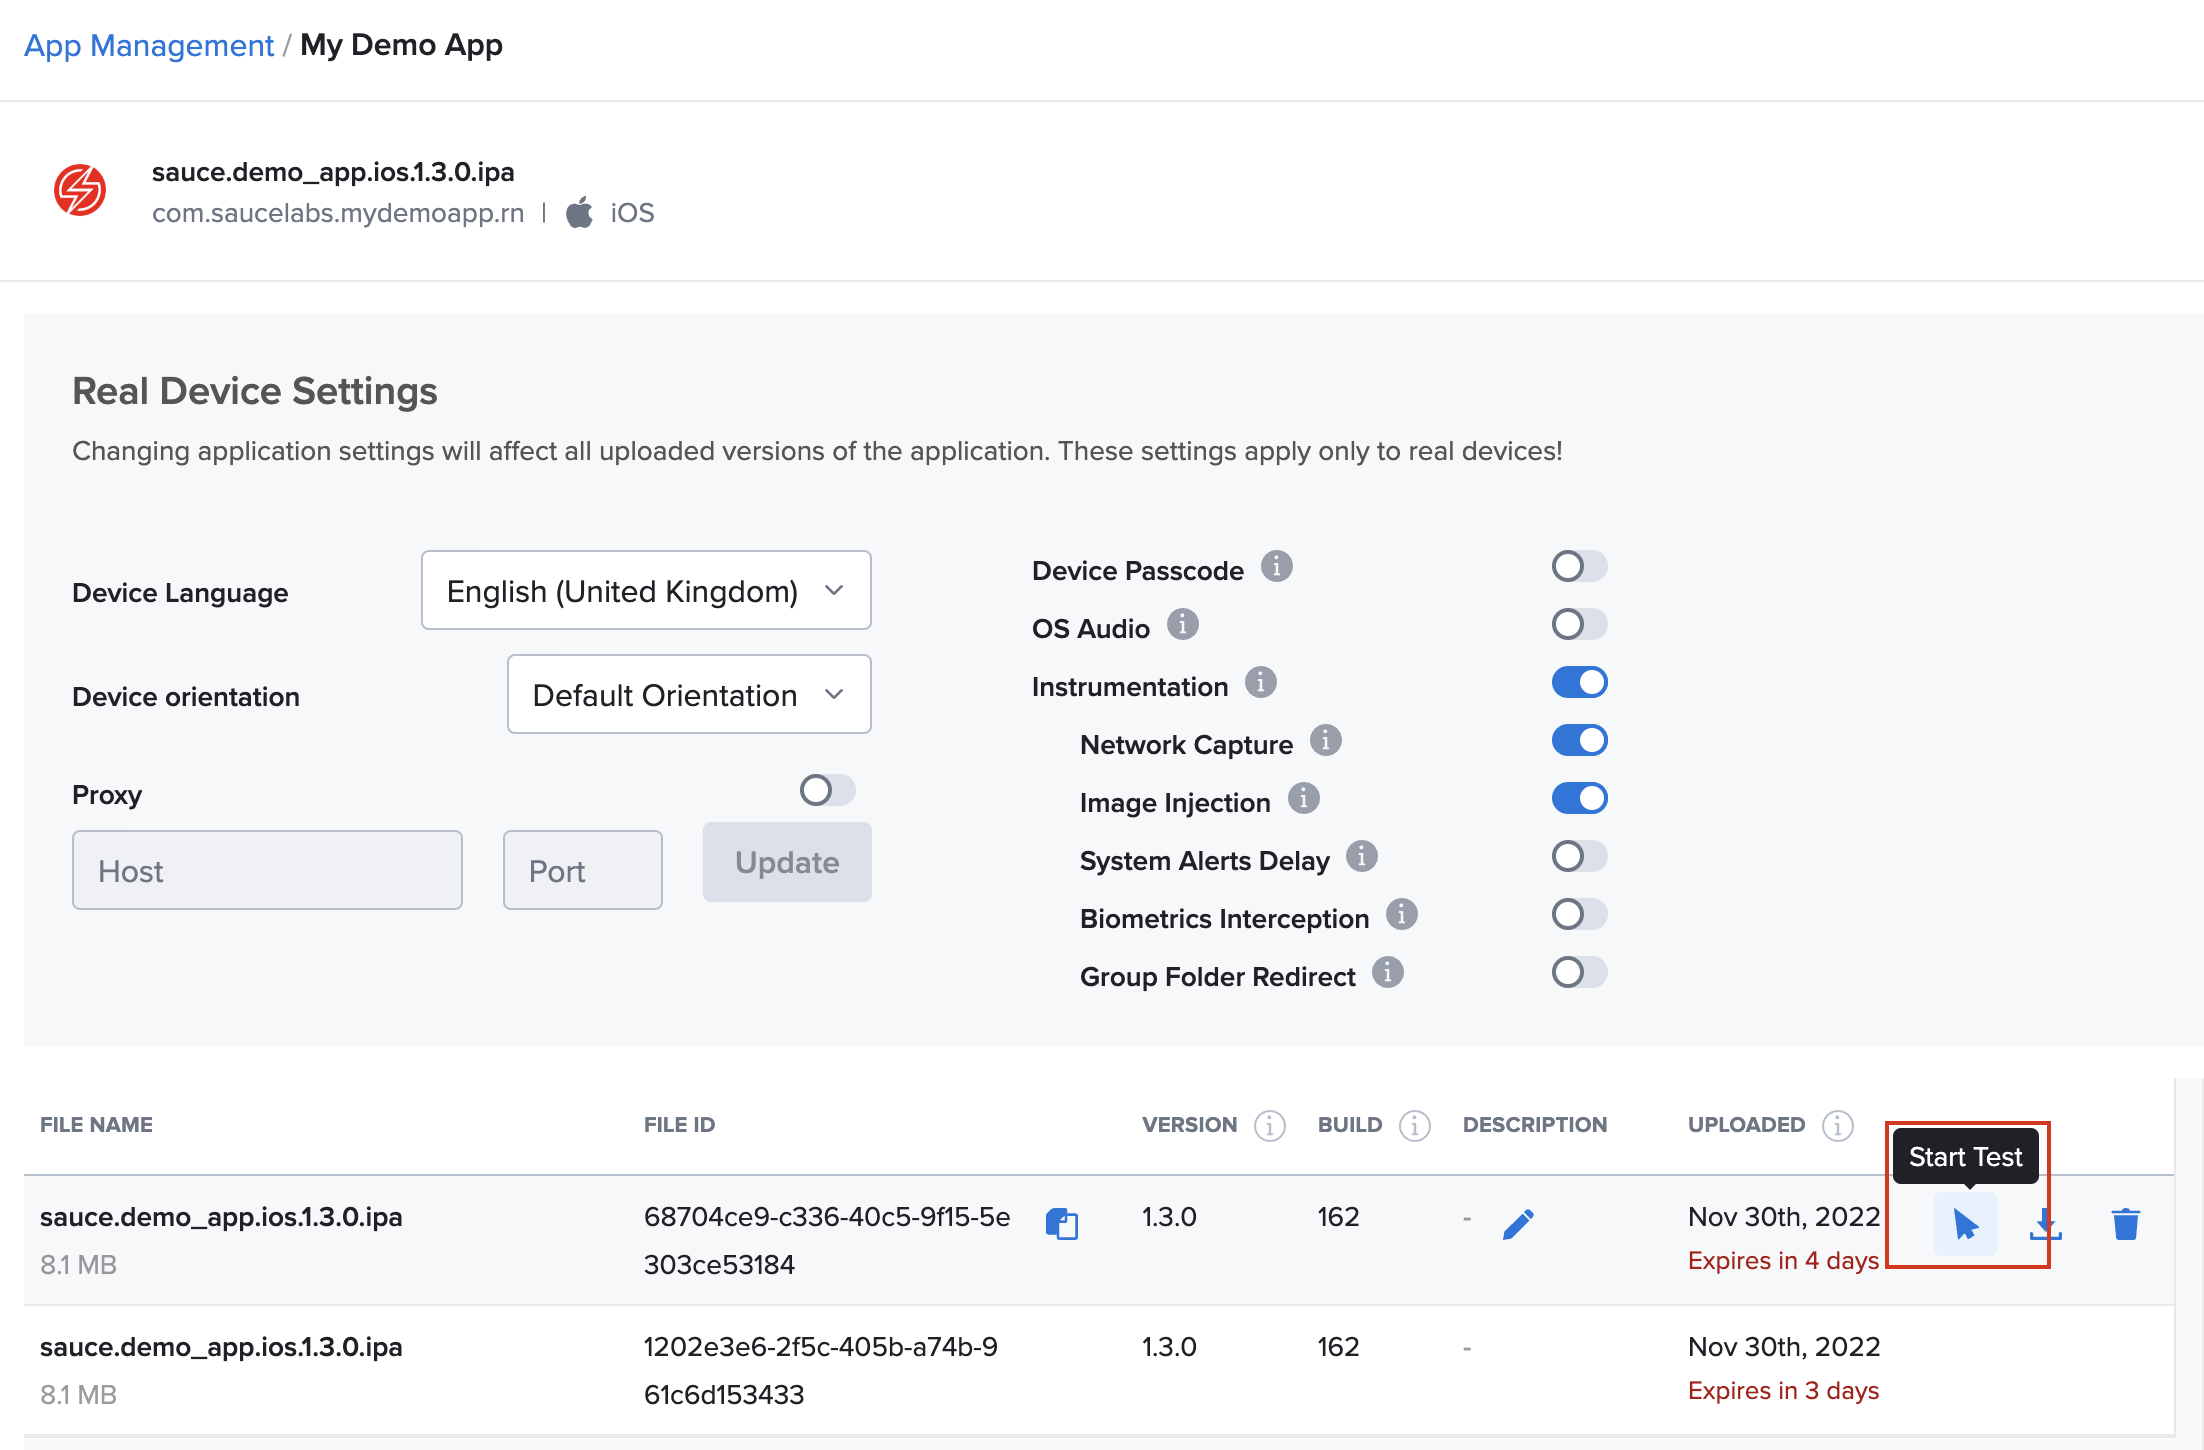 App Management / My Demo App
sauce.demo_app.ios.1.3.0.ipa
com.saucelabs.mydemoapp.rn | iOS
Real Device Settings
Changing application settings will affect all uploaded versions of the application. These settings apply only to real devices!
Device Language
English (United Kingdom)
Device orientation
Default Orientation
Proxy
Host
Port
Update
Device Passcode
OS Audio
Instrumentation
Network Capture
Image Injection
System Alerts Delay
Biometrics Interception
Group Folder Redirect
FILE NAME FILE ID VERSION BUILD DESCRIPTION UPLOADED
Start Test
sauce.demo_app.ios.1.3.0.ipa 68704ce9-c336-40c5-9f15-5e 1.3.0 162 - Nov 30th, 2022
8.1 MB 303ce53184 Expires in 4 days
sauce.demo_app.ios.1.3.0.ipa 1202e3e6-2f5c-405b-a74b-9 1.3.0 162 - Nov 30th, 2022
8.1 MB 61c6d153433 Expires in 3 days